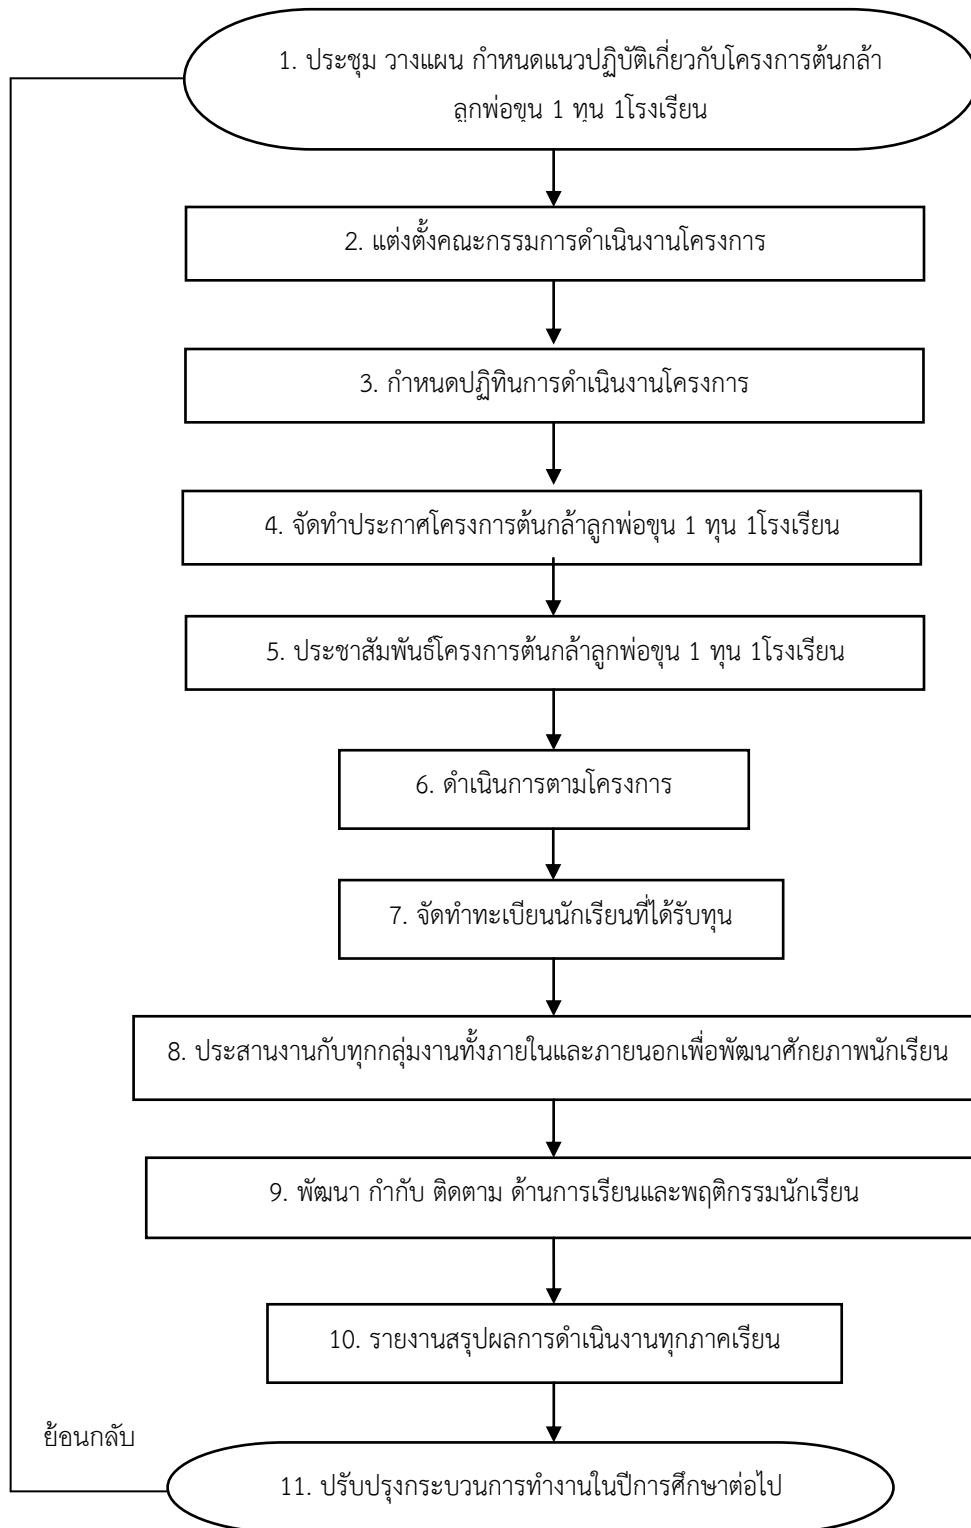 1. ประชุม วางแผน กำหนดแนวปฏิบัติเกี่ยวกับโครงการต้นกล้า
ลูกพ่อขุน 1 ทุน 1โรงเรียน
2. แต่งตั้งคณะกรรมการดำเนินงานโครงการ
3. กำหนดปฏิทินการดำเนินงานโครงการ
4. จัดทำประกาศโครงการต้นกล้าลูกพ่อขุน 1 ทุน 1โรงเรียน
5. ประชาสัมพันธ์โครงการต้นกล้าลูกพ่อขุน 1 ทุน 1โรงเรียน
6. ดำเนินการตามโครงการ
7. จัดทำทะเบียนนักเรียนที่ได้รับทุน
8. ประสานงานกับทุกกลุ่มงานทั้งภายในและภายนอกเพื่อพัฒนาศักยภาพนักเรียน
9. พัฒนา กำกับ ติดตาม ด้านการเรียนและพฤติกรรมนักเรียน
10. รายงานสรุปผลการดำเนินงานทุกภาคเรียน
ย้อนกลับ
11. ปรับปรุงกระบวนการทำงานในปีการศึกษาต่อไป